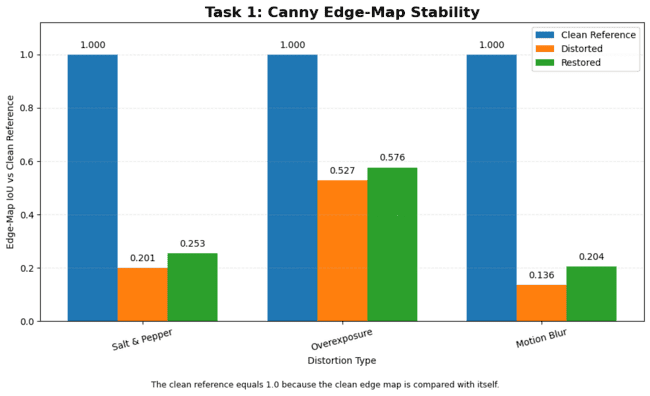 Task 1: Canny Edge-Map Stability
Clean Reference
Distorted
Restored
Edge-Map IoU vs Clean Reference
1.0
0.8
0.6
0.4
0.2
0.0
1.000
0.201
0.253
1.000
0.527
0.576
1.000
0.136
0.204
Salt & Pepper
Overexposure
Motion Blur
Distortion Type
The clean reference equals 1.0 because the clean edge map is compared with itself.